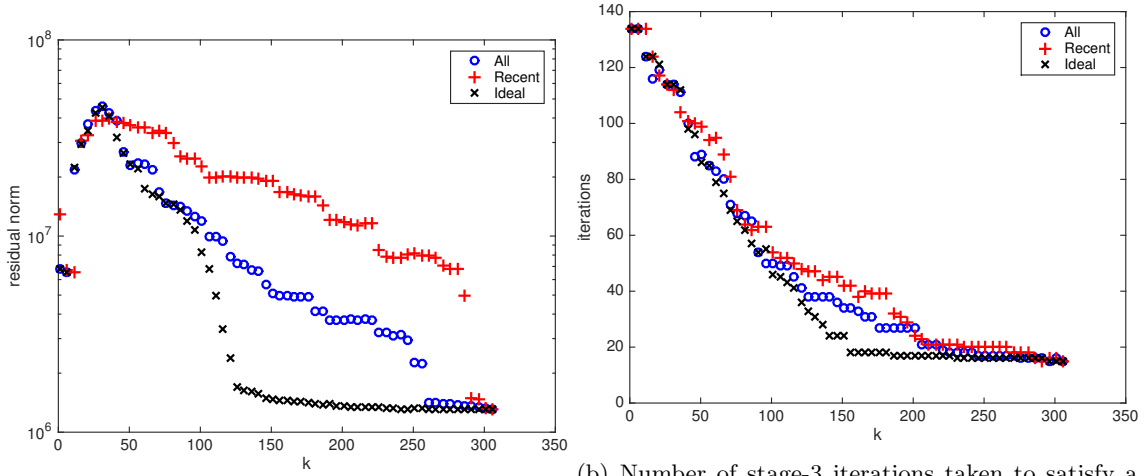 10^8
10^7
10^6
residual norm
All
Recent
Ideal
0 50 100 150 200 250 300 350
k
140
120
100
80
60
40
20
0
iterations
All
Recent
Ideal
0 50 100 150 200 250 300 350
k
(b) Number of stage-3 iterations taken to satisfy a